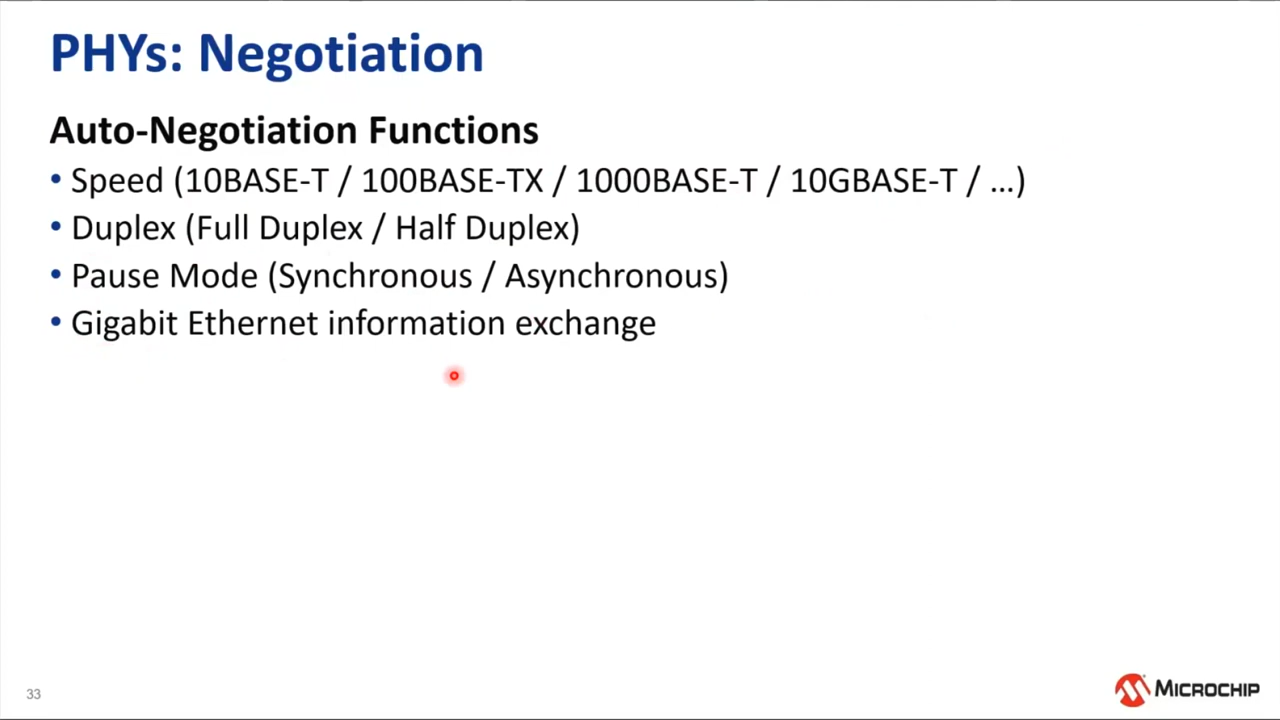 PHYs: Negotiation
Auto-Negotiation Functions
• Speed (10BASE-T / 100BASE-TX / 1000BASE-T / 10GBASE-T / ...)
• Duplex (Full Duplex / Half Duplex)
• Pause Mode (Synchronous / Asynchronous)
• Gigabit Ethernet information exchange
33
MICROCHIP